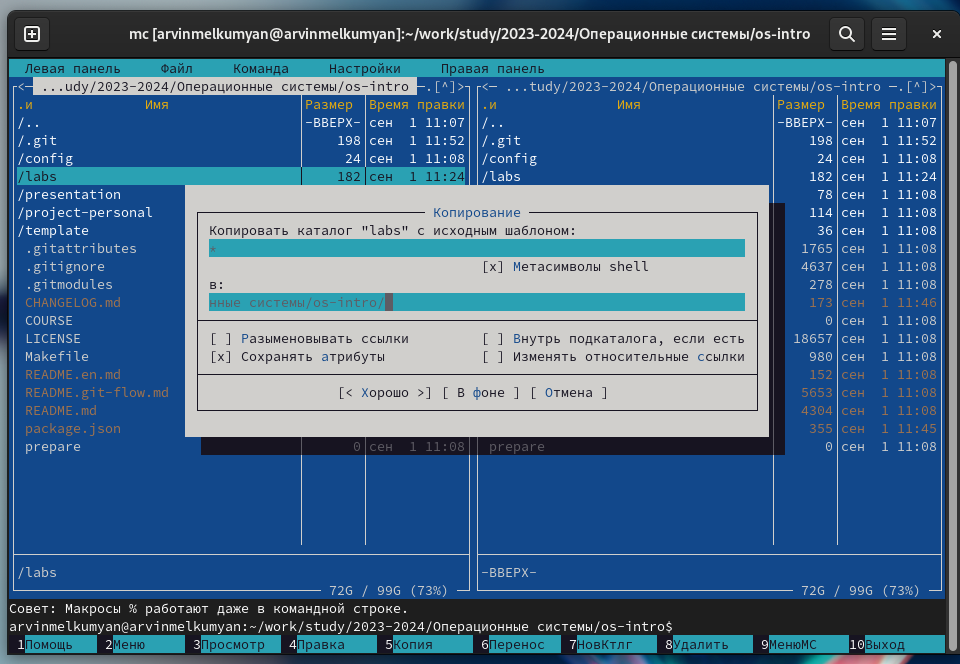 mc [arvinmelkumyan@arvinmelkumyan]:~/work/study/2023-2024/Операционные системы/os-intro
Левая панель Файл Команда Настройки Правая панель
<— ...udy/2023-2024/Операционные системы/os-intro —.[^]> <— ...tudy/2023-2024/Операционные системы/os-intro —.[^]>
.и Имя Размер Время правки .и Имя Размер Время правки
/.. -ВВЕРХ- сен 1 11:07 /.. -ВВЕРХ- сен 1 11:07
/.git 198 сен 1 11:52 /.git 198 сен 1 11:52
/config 24 сен 1 11:08 /config 24 сен 1 11:08
/labs 182 сен 1 11:24 /labs 182 сен 1 11:24
/presentation 78 сен 1 11:08
/project-personal 114 сен 1 11:08
/template 36 сен 1 11:08
.gitattributes 1765 сен 1 11:08
.gitignore 4637 сен 1 11:08
.gitmodules 278 сен 1 11:08
CHANGELOG.md 173 сен 1 11:46
COURSE 0 сен 1 11:08
LICENSE 18657 сен 1 11:08
Makefile 980 сен 1 11:08
README.en.md 152 сен 1 11:08
README.git-flow.md 5653 сен 1 11:08
README.md 4304 сен 1 11:08
package.json 355 сен 1 11:45
prepare 0 сен 1 11:08 prepare 0 сен 1 11:08
Копирование
Копировать каталог "labs" с исходным шаблоном:
*
[x] Метасимволы shell
в:
нные системы/os-intro/
[ ] Разыменовывать ссылки [ ] Внутрь подкаталога, если есть
[x] Сохранять атрибуты [ ] Изменять относительные ссылки
[< Хорошо >] [ В фоне ] [ Отмена ]
/labs -ВВЕРХ-
72G / 99G (73%) 72G / 99G (73%)
Совет: Макросы % работают даже в командной строке.
arvinmelkumyan@arvinmelkumyan:~/work/study/2023-2024/Операционные системы/os-intro$
1Помощь 2Меню 3Просмотр 4Правка 5Копия 6Перенос 7НовКтлг 8Удалить 9МенюMC 10Выход